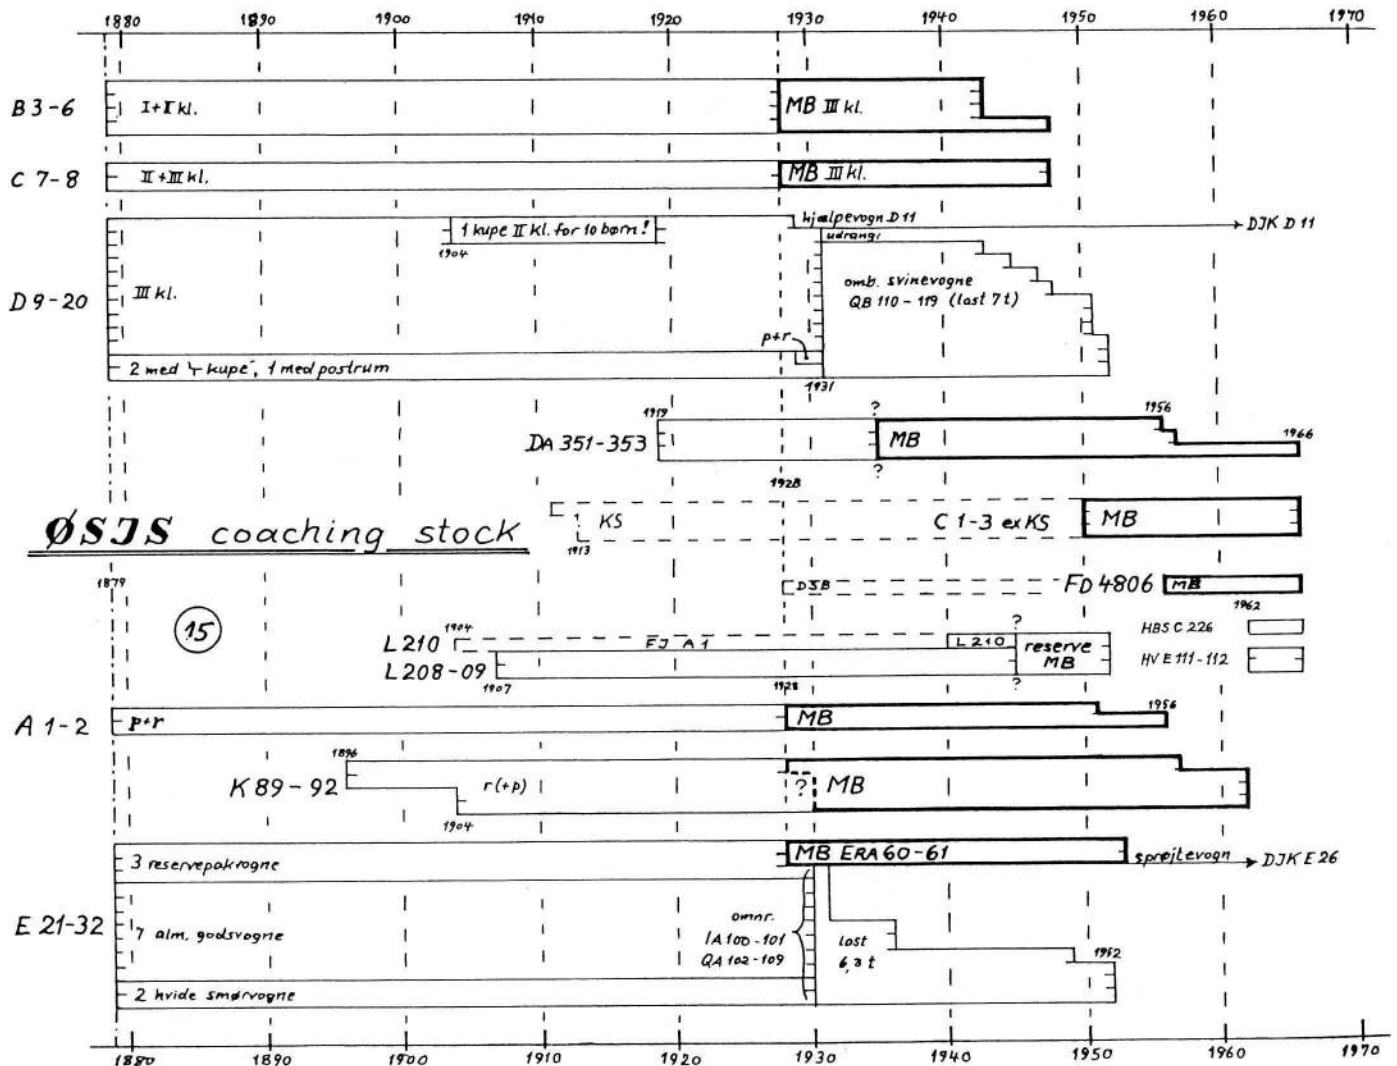 1880 1890 1900 1910 1920 1930 1940 1950 1960 1970
B 3-6 I+II kl. MB III kl.
C 7-8 II+III kl. MB III kl.
1 kupe II kl. for 10 børn! hjælpevogn D 11 DJK D 11
1904 udrang.
D 9-20 III kl. omb. svinevogne
QB 110-119 (last 7t)
p+r
2 med kupé, 1 med postrum
1931
1919 ? 1956
DA 351-353 MB 1966
?
1928
KS C 1-3 ex KS MB
1913
ØSJS coaching stock
1879 DSB FD 4806 MB
1962
15
1904 ? HBS C 226
L 210 FJ A 1 L 210 reserve
L 208-09 MB HV E 111-112
1907 1928 ?
A 1-2 p+r MB 1956
1896
K 89-92 r(+p) ? MB
1904
3 reservepakvogne MB ERA 60-61 sprøjtevogn DJK E 26
E 21-32 7 alm. godsvogne omnr. last
IA 100-101 6,3 t
QA 102-109 1952
2 hvide smørvogne
1880 1890 1900 1910 1920 1930 1940 1950 1960 1970